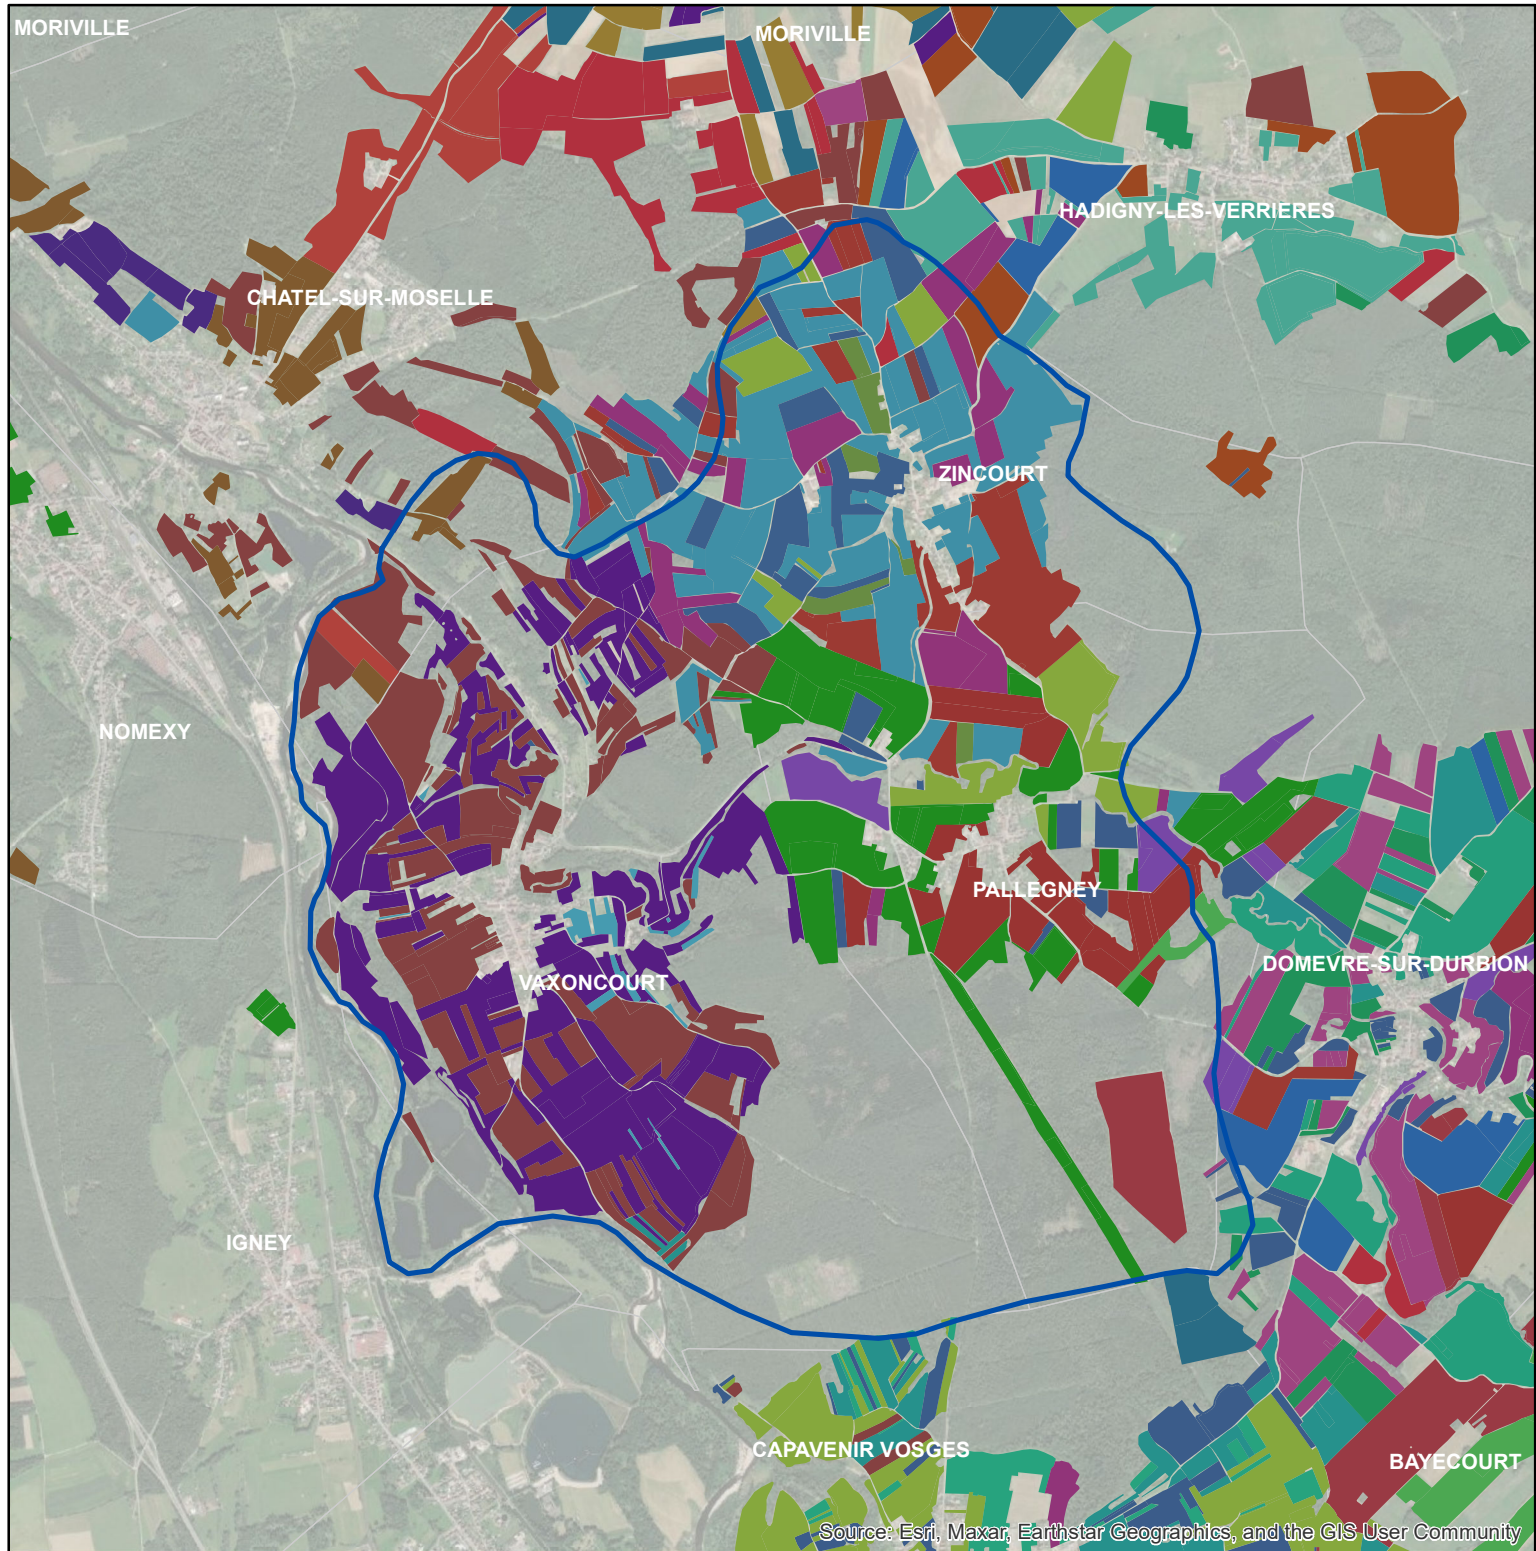 MORIVILLE
MORIVILLE
HADIGNY-LES-VERRIERES
CHATEL-SUR-MOSELLE
ZINCOURT
NOMEXY
PALLEGNEY
DOMEVRE-SUR-DURBION
VAXONCOURT
IGNEY
CAPAVENIR VOSGES
BAYECOURT
Source: Esri, Maxar, Earthstar Geographics, and the GIS User Community